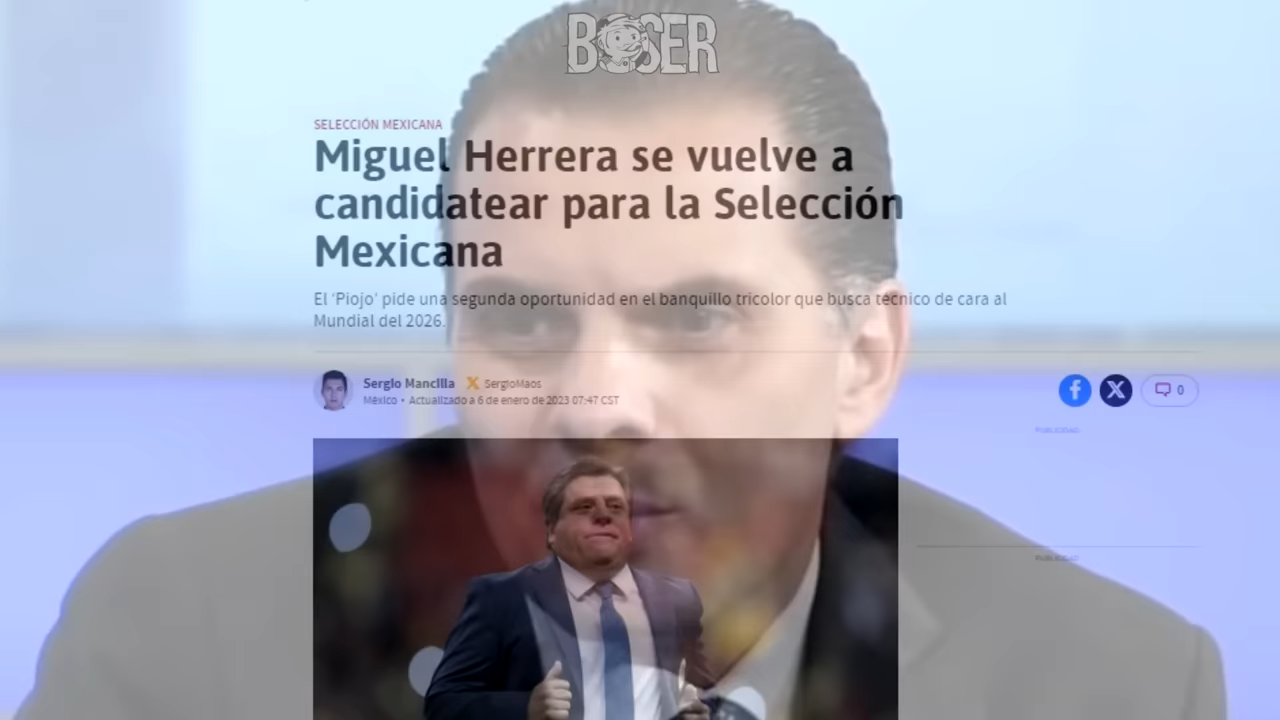 BOSER
SELECCIÓN MEXICANA
Miguel Herrera se vuelve a
candidatear para la Selección
Mexicana
El ‘Piojo’ pide una segunda oportunidad en el banquillo tricolor que busca técnico de cara al
Mundial del 2026.
Sergio Mancilla X SergioMaos
México • Actualizado a 6 de enero de 2023 07:47 CST
f X 0
PUBLICIDAD
PUBLICIDAD